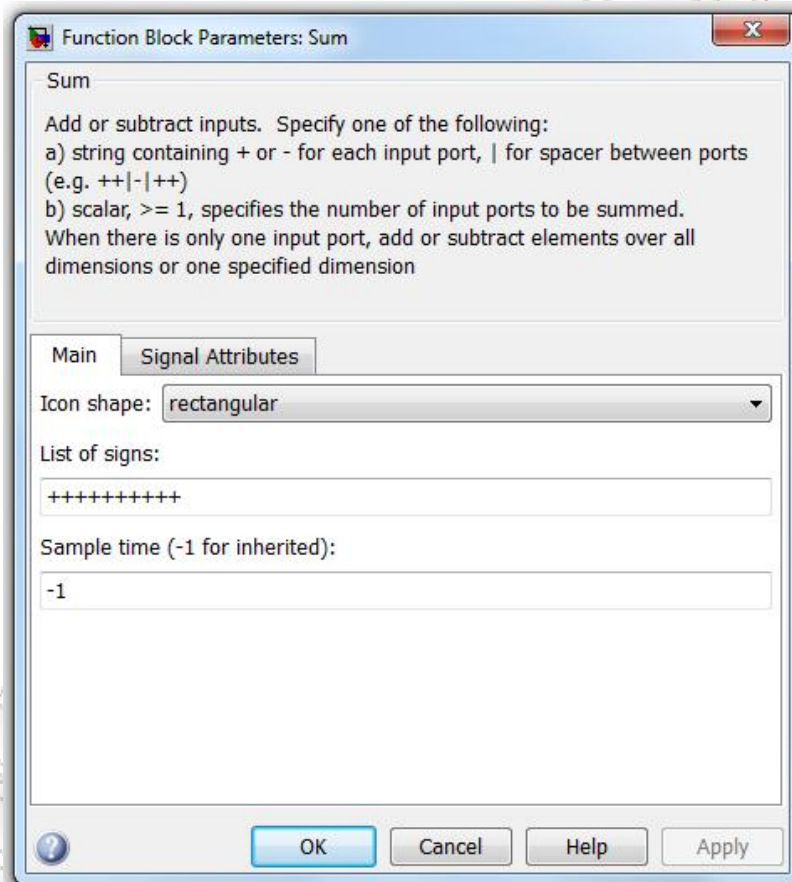 Function Block Parameters: Sum
Sum
Add or subtract inputs. Specify one of the following:
a) string containing + or - for each input port, | for spacer between ports
(e.g. ++|-|++)
b) scalar, >= 1, specifies the number of input ports to be summed.
When there is only one input port, add or subtract elements over all
dimensions or one specified dimension
Main
Signal Attributes
Icon shape: rectangular
List of signs:
++++++++++
Sample time (-1 for inherited):
-1
OK
Cancel
Help
Apply